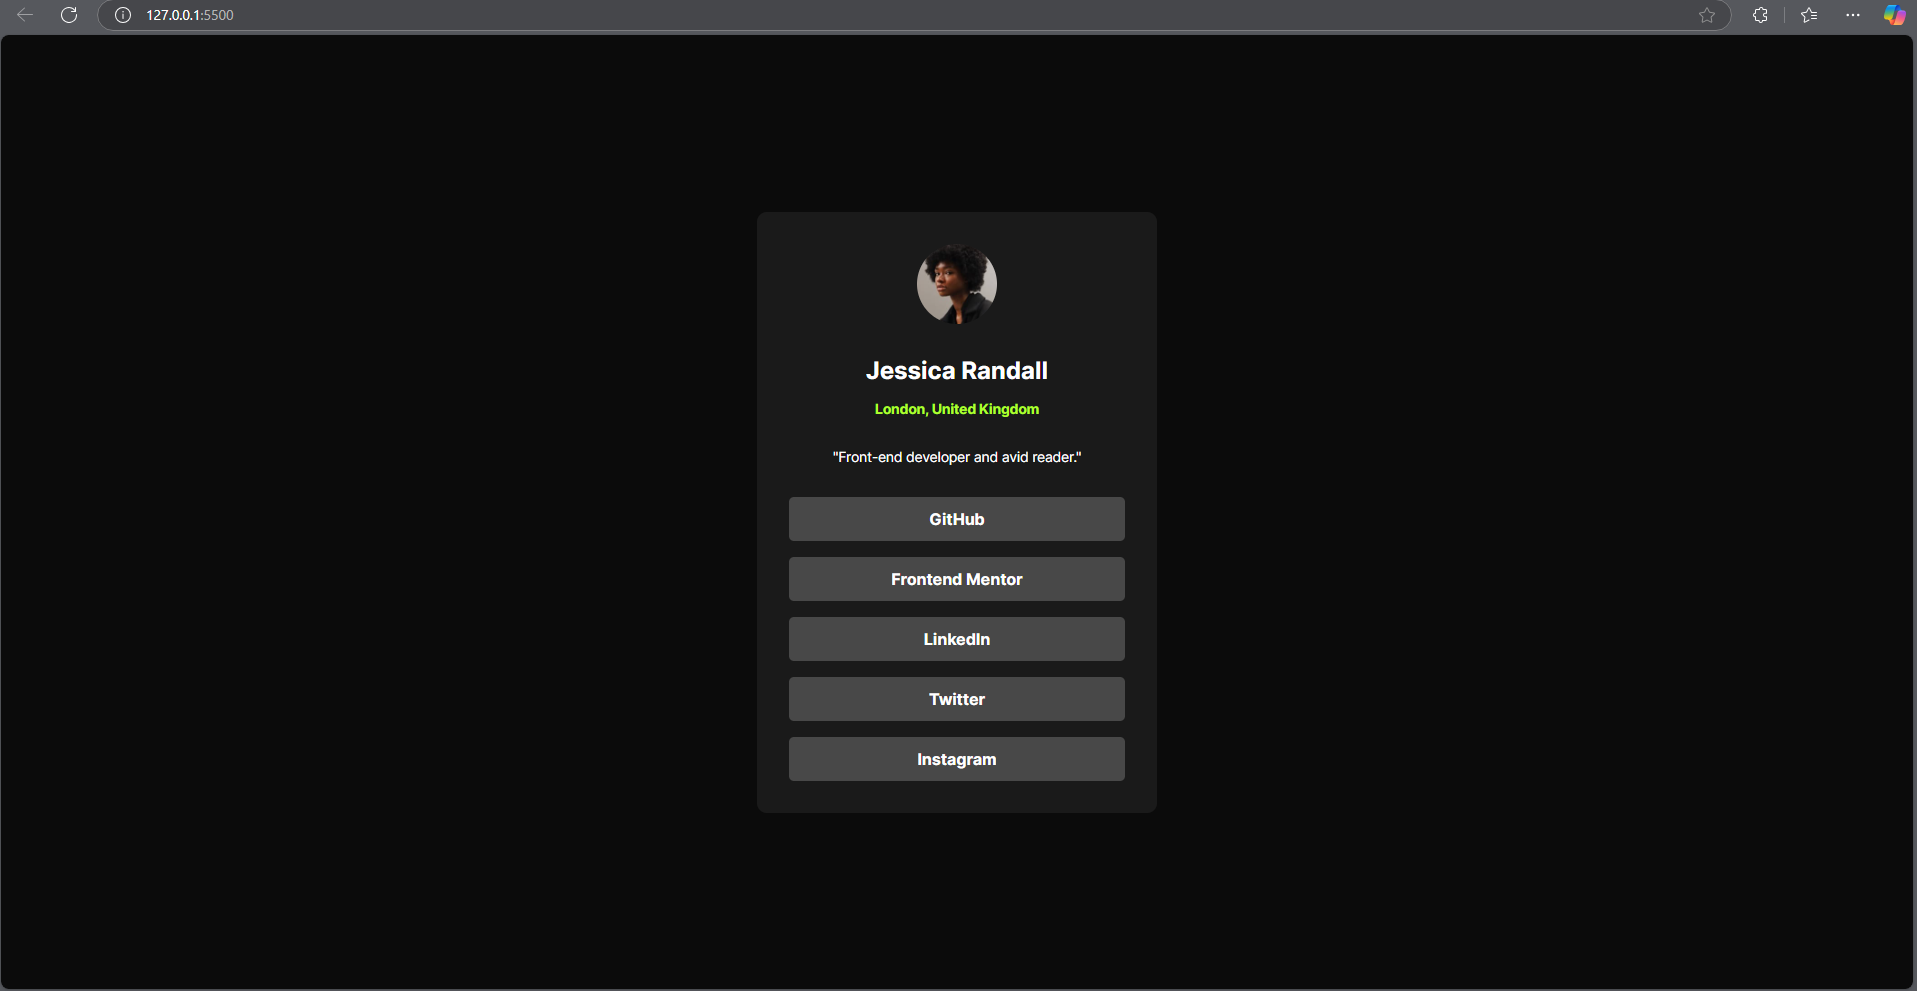 127.0.0.1:5500
Jessica Randall
London, United Kingdom
"Front-end developer and avid reader."
GitHub
Frontend Mentor
LinkedIn
Twitter
Instagram